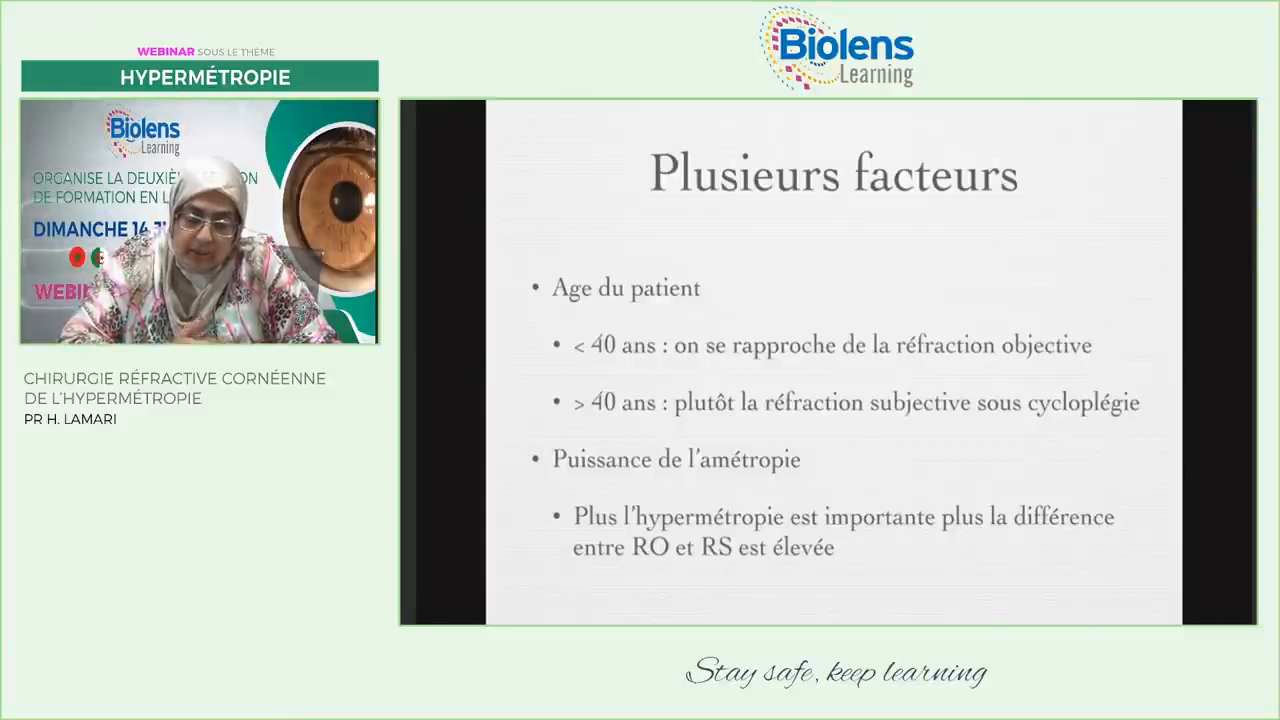 WEBINAR SOUS LE THÈME
HYPERMÉTROPIE
Biolens
Learning
Biolens
Learning
ORGANISE LA DEUXIÈ
DE FORMATION EN L
DIMANCHE 14
WEBI
CHIRURGIE RÉFRACTIVE CORNÉENNE
DE L'HYPERMÉTROPIE
PR H. LAMARI
Plusieurs facteurs
• Age du patient
• < 40 ans : on se rapproche de la réfraction objective
• > 40 ans : plutôt la réfraction subjective sous cycloplégie
• Puissance de l'amétropie
• Plus l'hypermétropie est importante plus la différence
entre RO et RS est élevée
Stay safe, keep learning